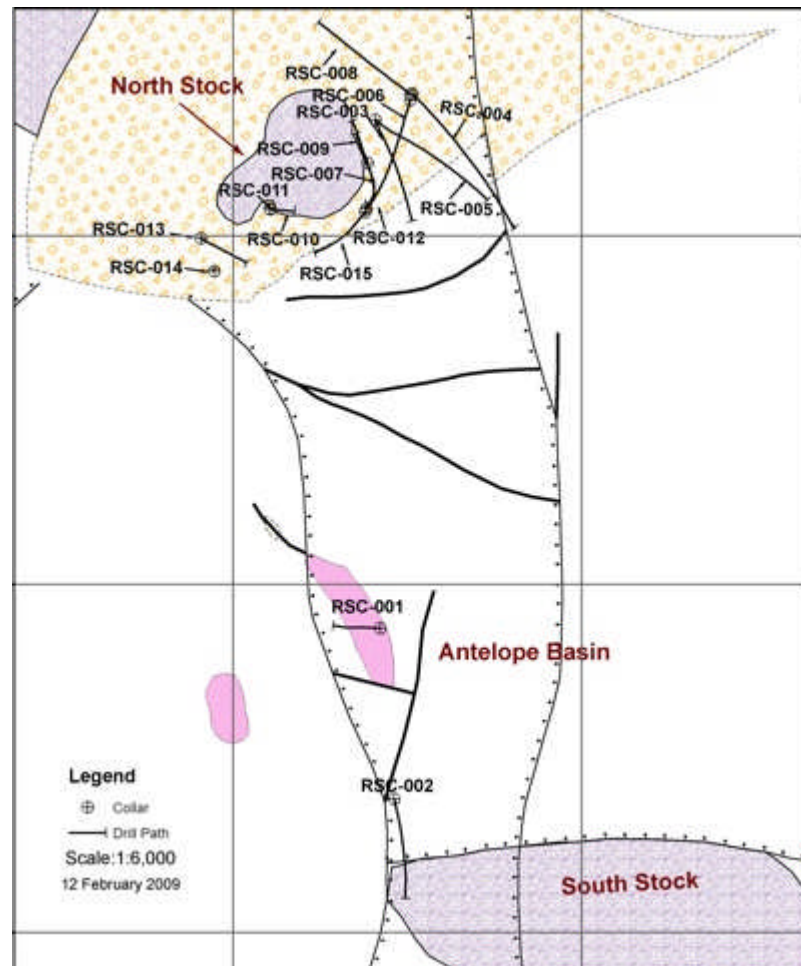 RSC-008
North Stock
RSC-006
RSC-003
RSC-004
RSC-009
RSC-007
RSC-011
RSC-005
RSC-013
RSC-010
RSC-012
RSC-014
RSC-015
RSC-001
Antelope Basin
RSC-002
Legend
Collar
Drill Path
Scale:1:6,000
12 February 2009
South Stock